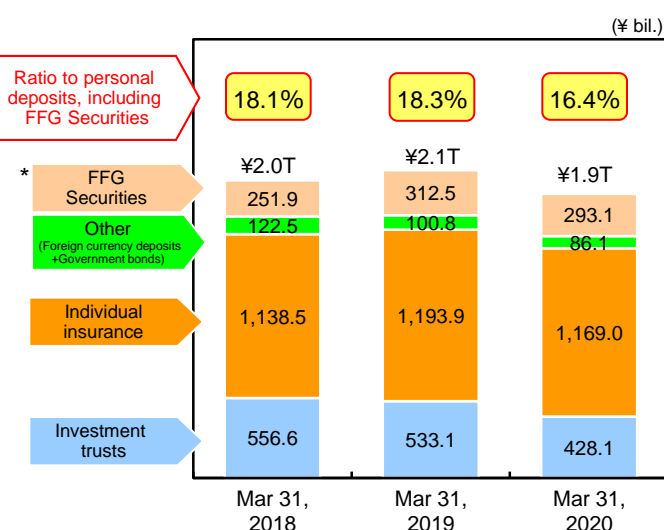 (¥ bil.)
Ratio to personal
deposits, including
FFG Securities
18.1%
18.3%
16.4%
¥2.0T
¥2.1T
¥1.9T
*
FFG
Securities
251.9
312.5
293.1
Other
(Foreign currency deposits
+Government bonds)
122.5
100.8
86.1
Individual
insurance
1,138.5
1,193.9
1,169.0
Investment
trusts
556.6
533.1
428.1
Mar 31,
2018
Mar 31,
2019
Mar 31,
2020